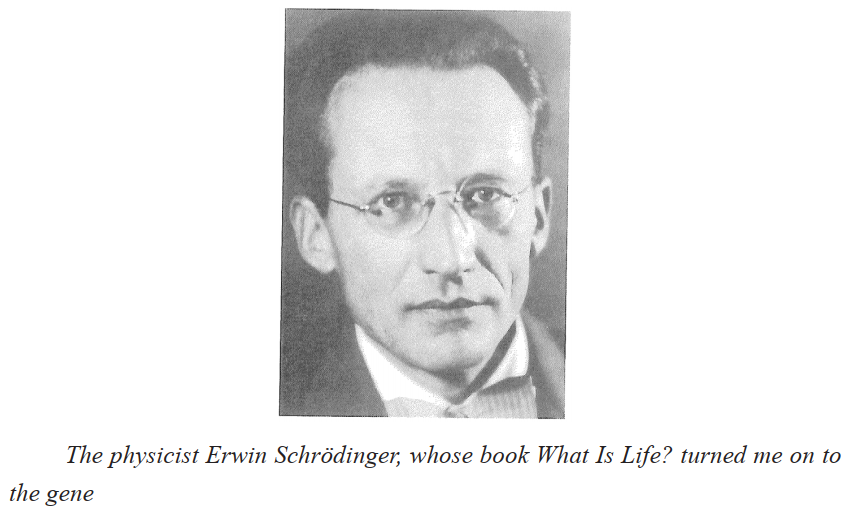 The physicist Erwin Schrödinger, whose book What Is Life? turned me on to
the gene